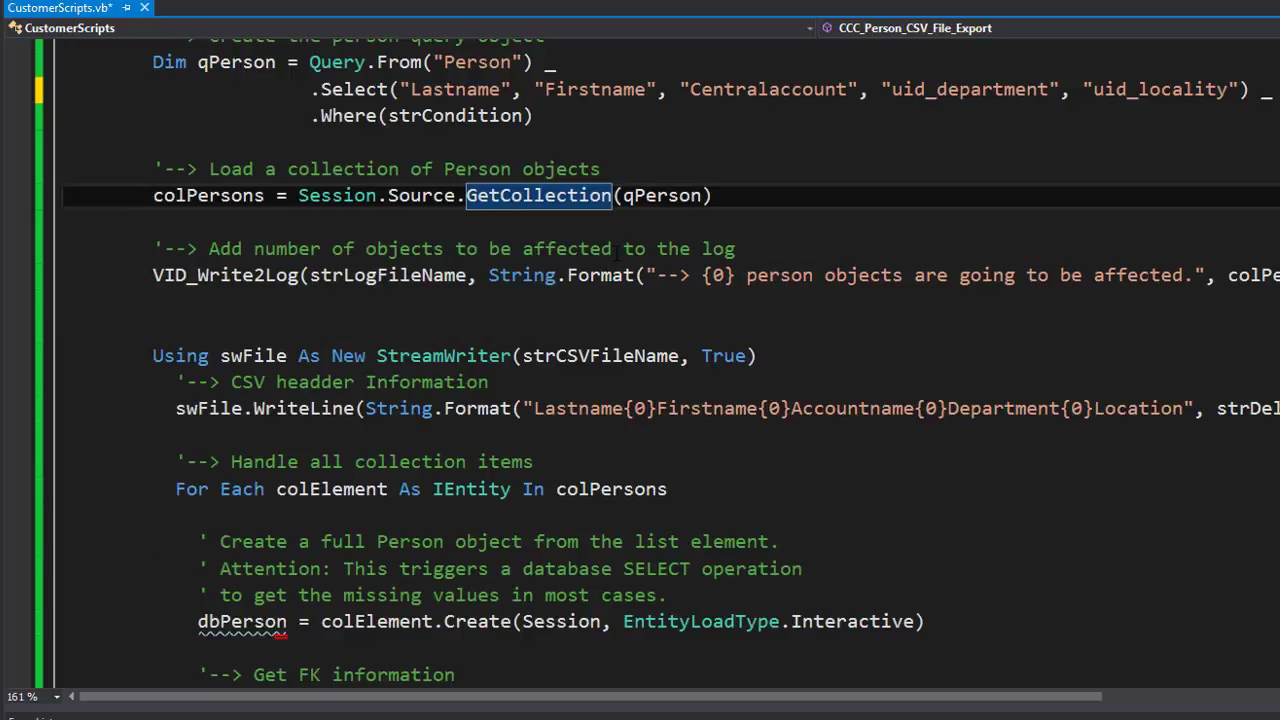 CustomerScripts.vb*
CustomerScripts
CCC_Person_CSV_File_Export
Create the person query object
Dim qPerson = Query.From("Person") _
.Select("Lastname", "Firstname", "Centralaccount", "uid_department", "uid_locality") _
.Where(strCondition)
'--> Load a collection of Person objects
colPersons = Session.Source.GetCollection(qPerson)
'--> Add number of objects to be affected to the log
VID_Write2Log(strLogFileName, String.Format("--> {0} person objects are going to be affected.", colPe
Using swFile As New StreamWriter(strCSVFileName, True)
'--> CSV headder Information
swFile.WriteLine(String.Format("Lastname{0}Firstname{0}Accountname{0}Department{0}Location", strDel
'--> Handle all collection items
For Each colElement As IEntity In colPersons
' Create a full Person object from the list element.
' Attention: This triggers a database SELECT operation
' to get the missing values in most cases.
dbPerson = colElement.Create(Session, EntityLoadType.Interactive)
'--> Get FK information
161 %